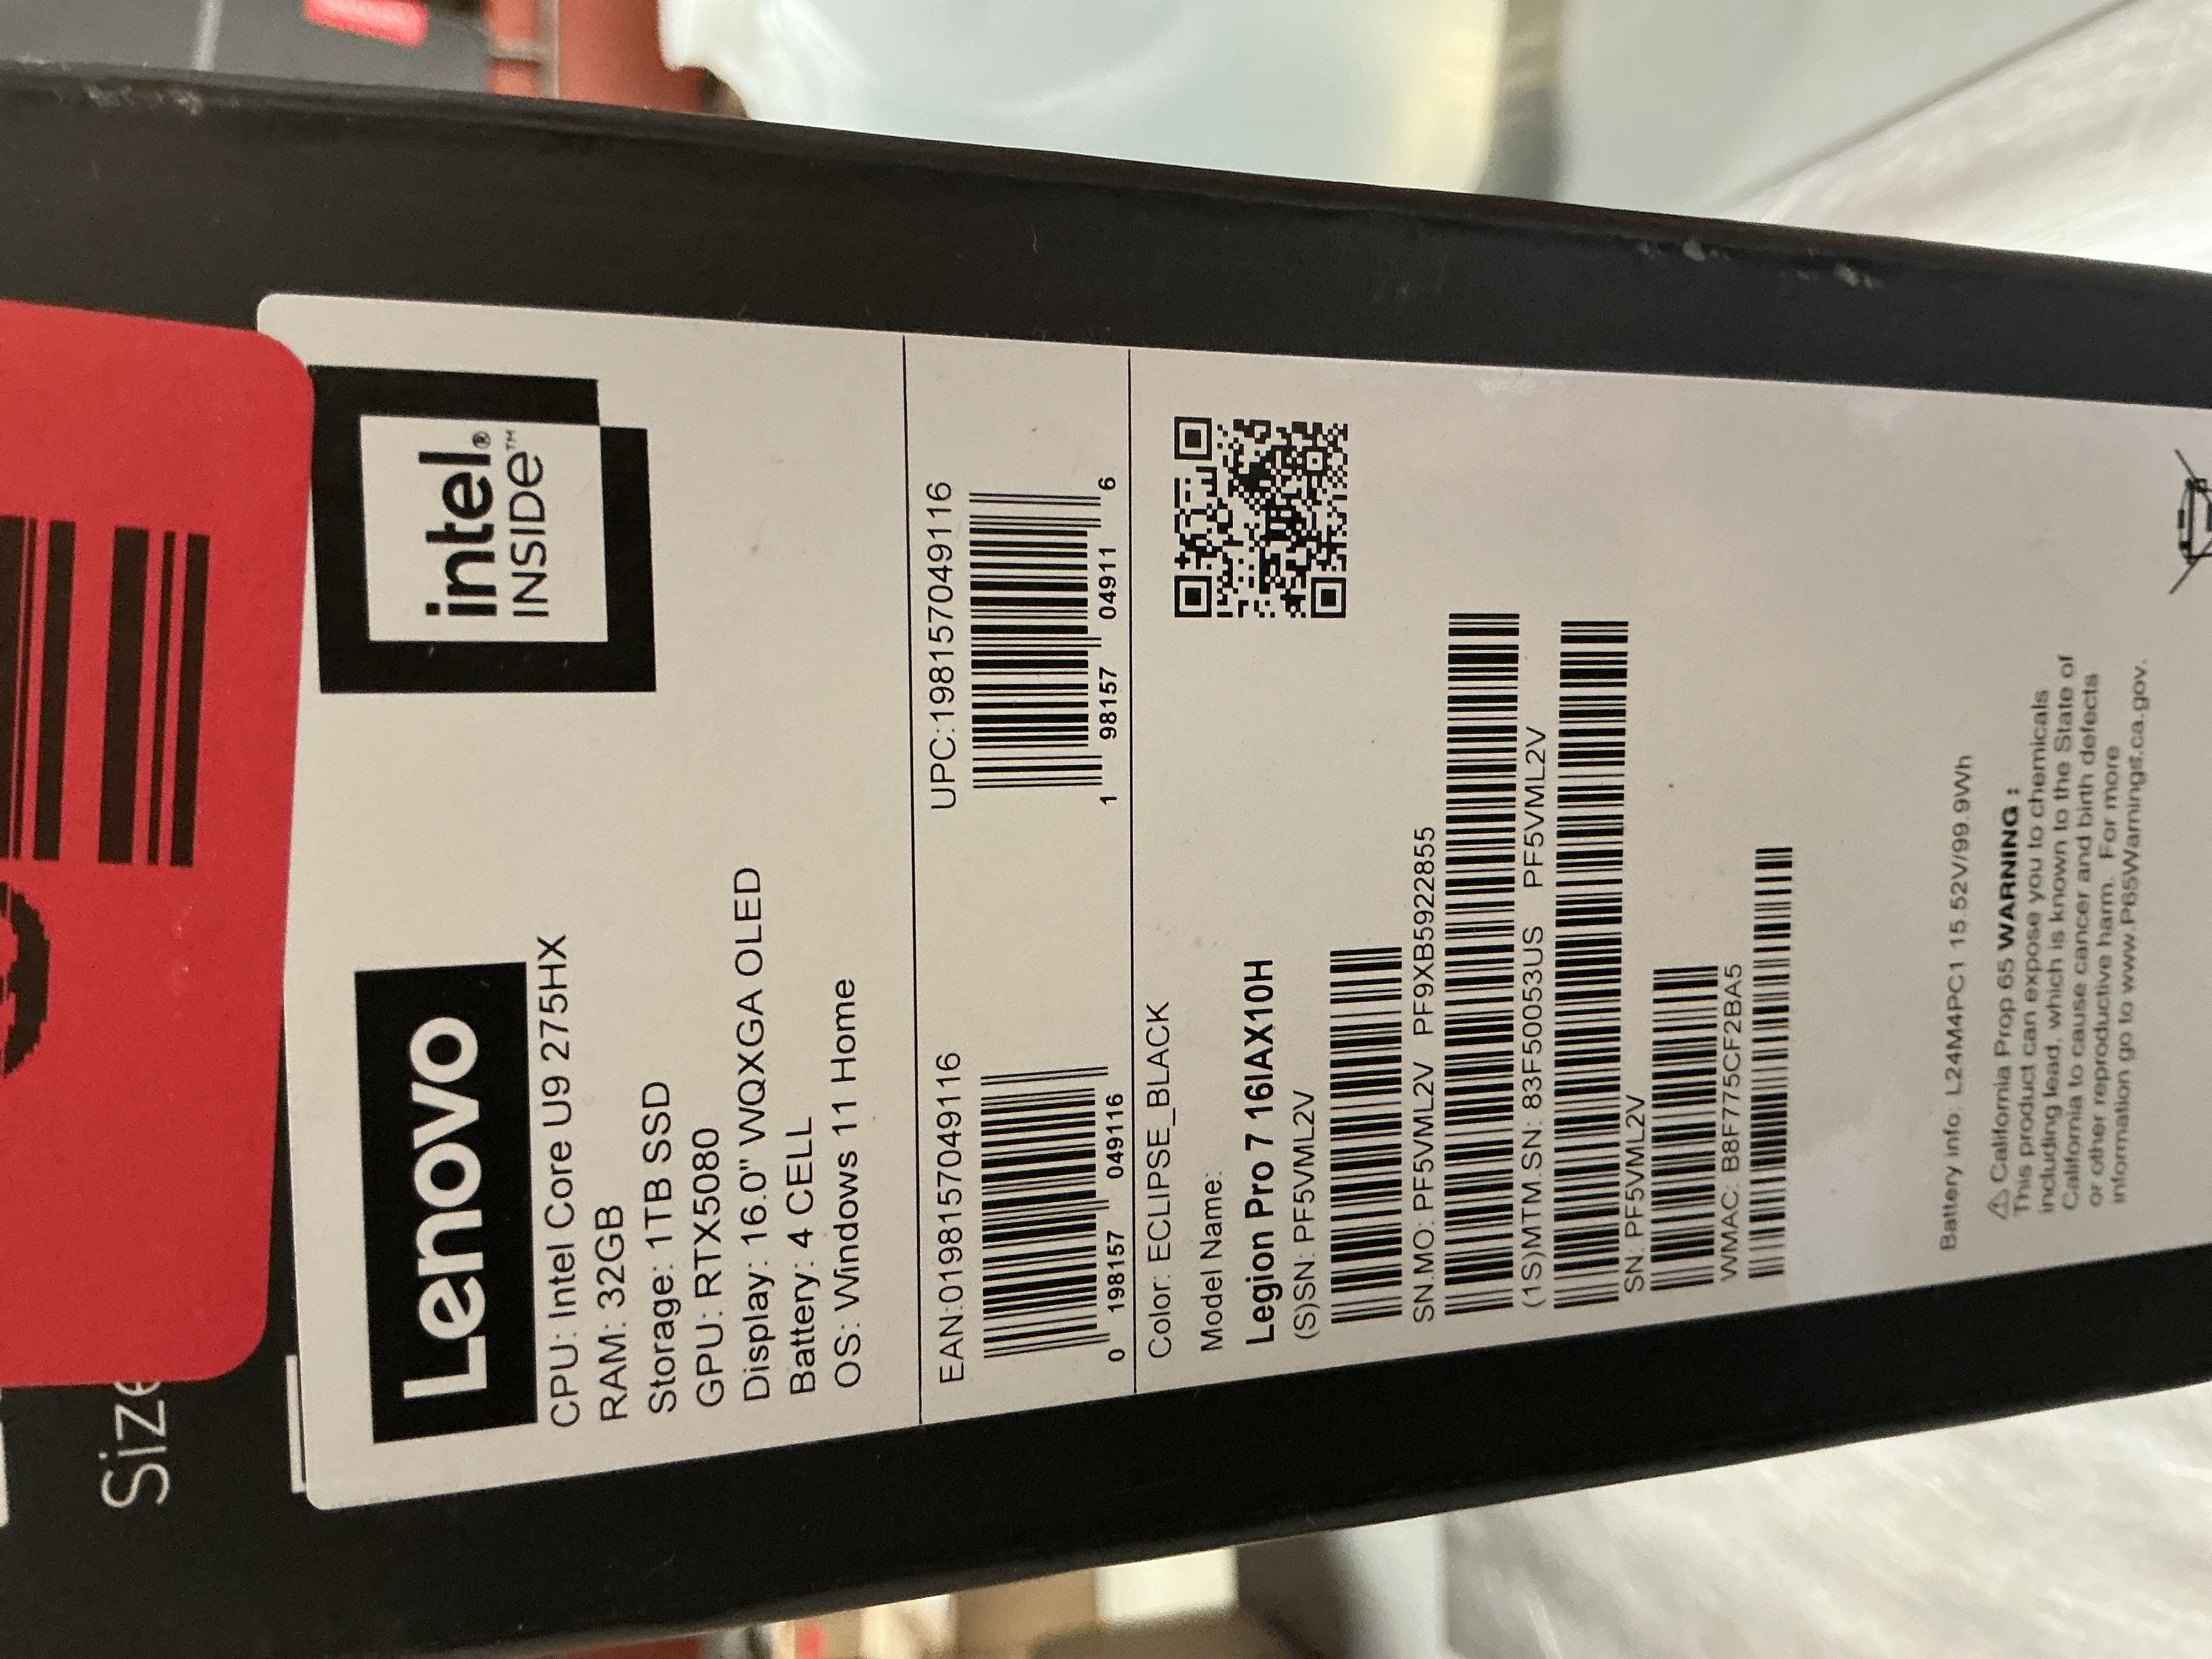 Size
Lenovo
intel®
INSIDE™
CPU: Intel Core U9 275HX
RAM: 32GB
Storage: 1TB SSD
GPU: RTX5080
Display: 16.0" WQXGA OLED
Battery: 4 CELL
OS: Windows 11 Home
EAN:0198157049116
0 198157 049116
UPC:198157049116
1 98157 04911 6
Color: ECLIPSE_BLACK
Model Name:
Legion Pro 7 16IAX10H
(S)SN: PF5VML2V
SN.MO: PF5VML2V PF9XB5922855
(1S)MTM.SN: 83F50053US PF5VML2V
SN: PF5VML2V
WMAC: B8F775CF2BA5
Battery info. L24M4PC1 15.52V/99.9Wh
⚠ California Prop 65 WARNING :
This product can expose you to chemicals
including lead, which is known to the State of
California to cause cancer and birth defects
or other reproductive harm. For more
information go to www.P65Warnings.ca.gov.